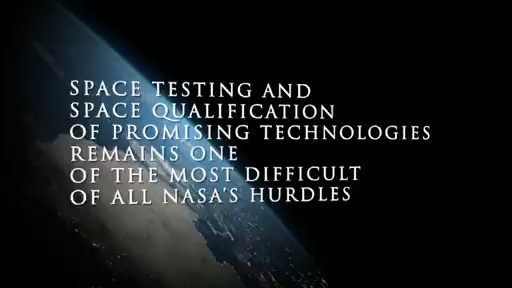 SPACE TESTING AND
SPACE QUALIFICATION
OF PROMISING TECHNOLOGIES
REMAINS ONE
OF THE MOST DIFFICULT
OF ALL NASA'S HURDLES